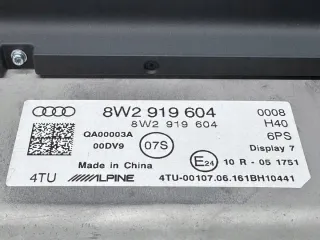 8W2 919 604 0008
8W2 919 604 H40
QA00003A 6PS
00DV9 07S Display 7
E24 10 R - 05 1751
Made in China
4TU ALPINE 4TU-00107.06.161BH10441